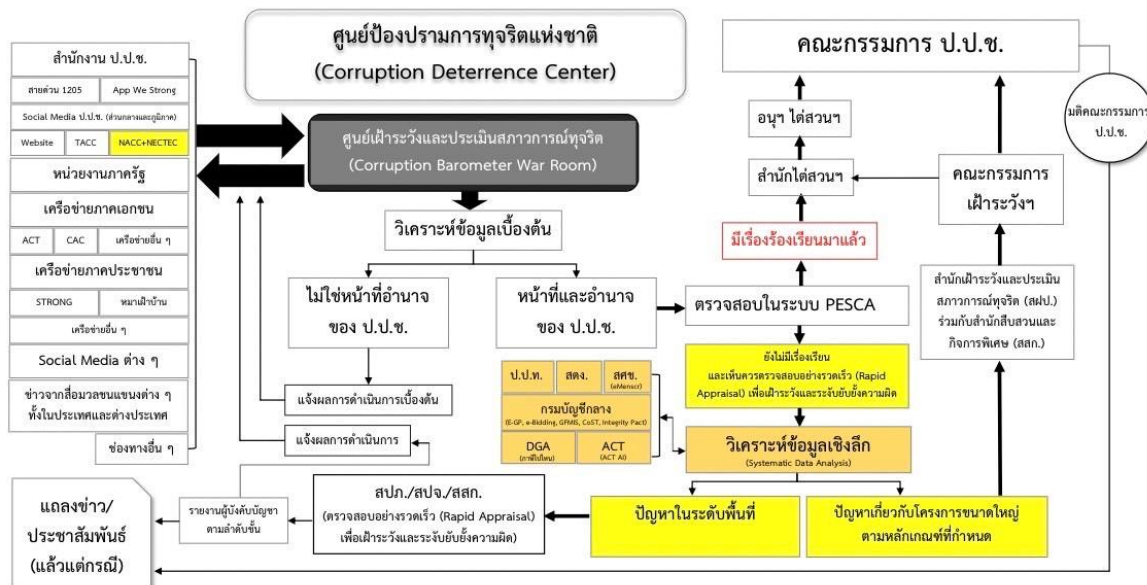 ศูนย์ป้องปรามการทุจริตแห่งชาติ
(Corruption Deterrence Center)
คณะกรรมการ ป.ป.ช.
มติคณะกรรมการ
ป.ป.ช.
สำนักงาน ป.ป.ช.
สายด่วน 1205
App We Strong
Social Media ป.ป.ช. (ส่วนกลางและภูมิภาค)
Website
TACC
NACC+NECTEC
หน่วยงานภาครัฐ
เครือข่ายภาคเอกชน
ACT
CAC
เครือข่ายอื่น ๆ
เครือข่ายภาคประชาชน
STRONG
หมาเฝ้าบ้าน
เครือข่ายอื่น ๆ
Social Media ต่าง ๆ
ข่าวจากสื่อมวลชนแขนงต่าง ๆ
ทั้งในประเทศและต่างประเทศ
ช่องทางอื่น ๆ
ศูนย์เฝ้าระวังและประเมินสภาวการณ์ทุจริต
(Corruption Barometer War Room)
วิเคราะห์ข้อมูลเบื้องต้น
ไม่ใช่หน้าที่อำนาจ
ของ ป.ป.ช.
หน้าที่และอำนาจ
ของ ป.ป.ช.
แจ้งผลการดำเนินการเบื้องต้น
แจ้งผลการดำเนินการ
อนุฯ ไต่สวนฯ
สำนักไต่สวนฯ
มีเรื่องร้องเรียนมาแล้ว
ตรวจสอบในระบบ PESCA
คณะกรรมการ
เฝ้าระวังฯ
สำนักเฝ้าระวังและประเมิน
สภาวการณ์ทุจริต (สฝป.)
ร่วมกับสำนักสืบสวนและ
กิจการพิเศษ (สสก.)
ยังไม่มีเรื่องเรียน
และเห็นควรตรวจสอบอย่างรวดเร็ว (Rapid
Appraisal) เพื่อเฝ้าระวังและระงับยับยั้งความผิด
ป.ป.ท.
สตง.
สศช.
(eMenscr)
กรมบัญชีกลาง
(E-GP, e-Bidding, GFMIS, CoST, Integrity Pact)
DGA
(ภาษีไปไหน)
ACT
(ACT AI)
วิเคราะห์ข้อมูลเชิงลึก
(Systematic Data Analysis)
ปัญหาในระดับพื้นที่
ปัญหาเกี่ยวกับโครงการขนาดใหญ่
ตามหลักเกณฑ์ที่กำหนด
สปภ./สปจ./สสก.
(ตรวจสอบอย่างรวดเร็ว (Rapid Appraisal)
เพื่อเฝ้าระวังและระงับยับยั้งความผิด)
รายงานผู้บังคับบัญชา
ตามลำดับชั้น
แถลงข่าว/
ประชาสัมพันธ์
(แล้วแต่กรณี)